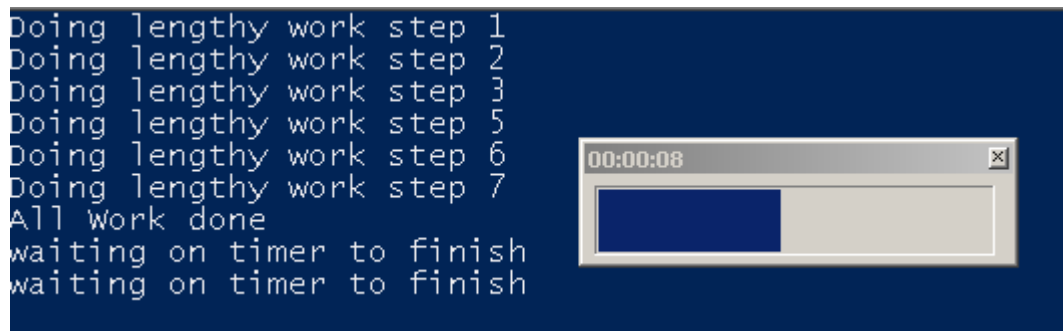 Doing lengthy work step 1
Doing lengthy work step 2
Doing lengthy work step 3
Doing lengthy work step 5
Doing lengthy work step 6
Doing lengthy work step 7
All Work done
waiting on timer to finish
waiting on timer to finish
00:00:08